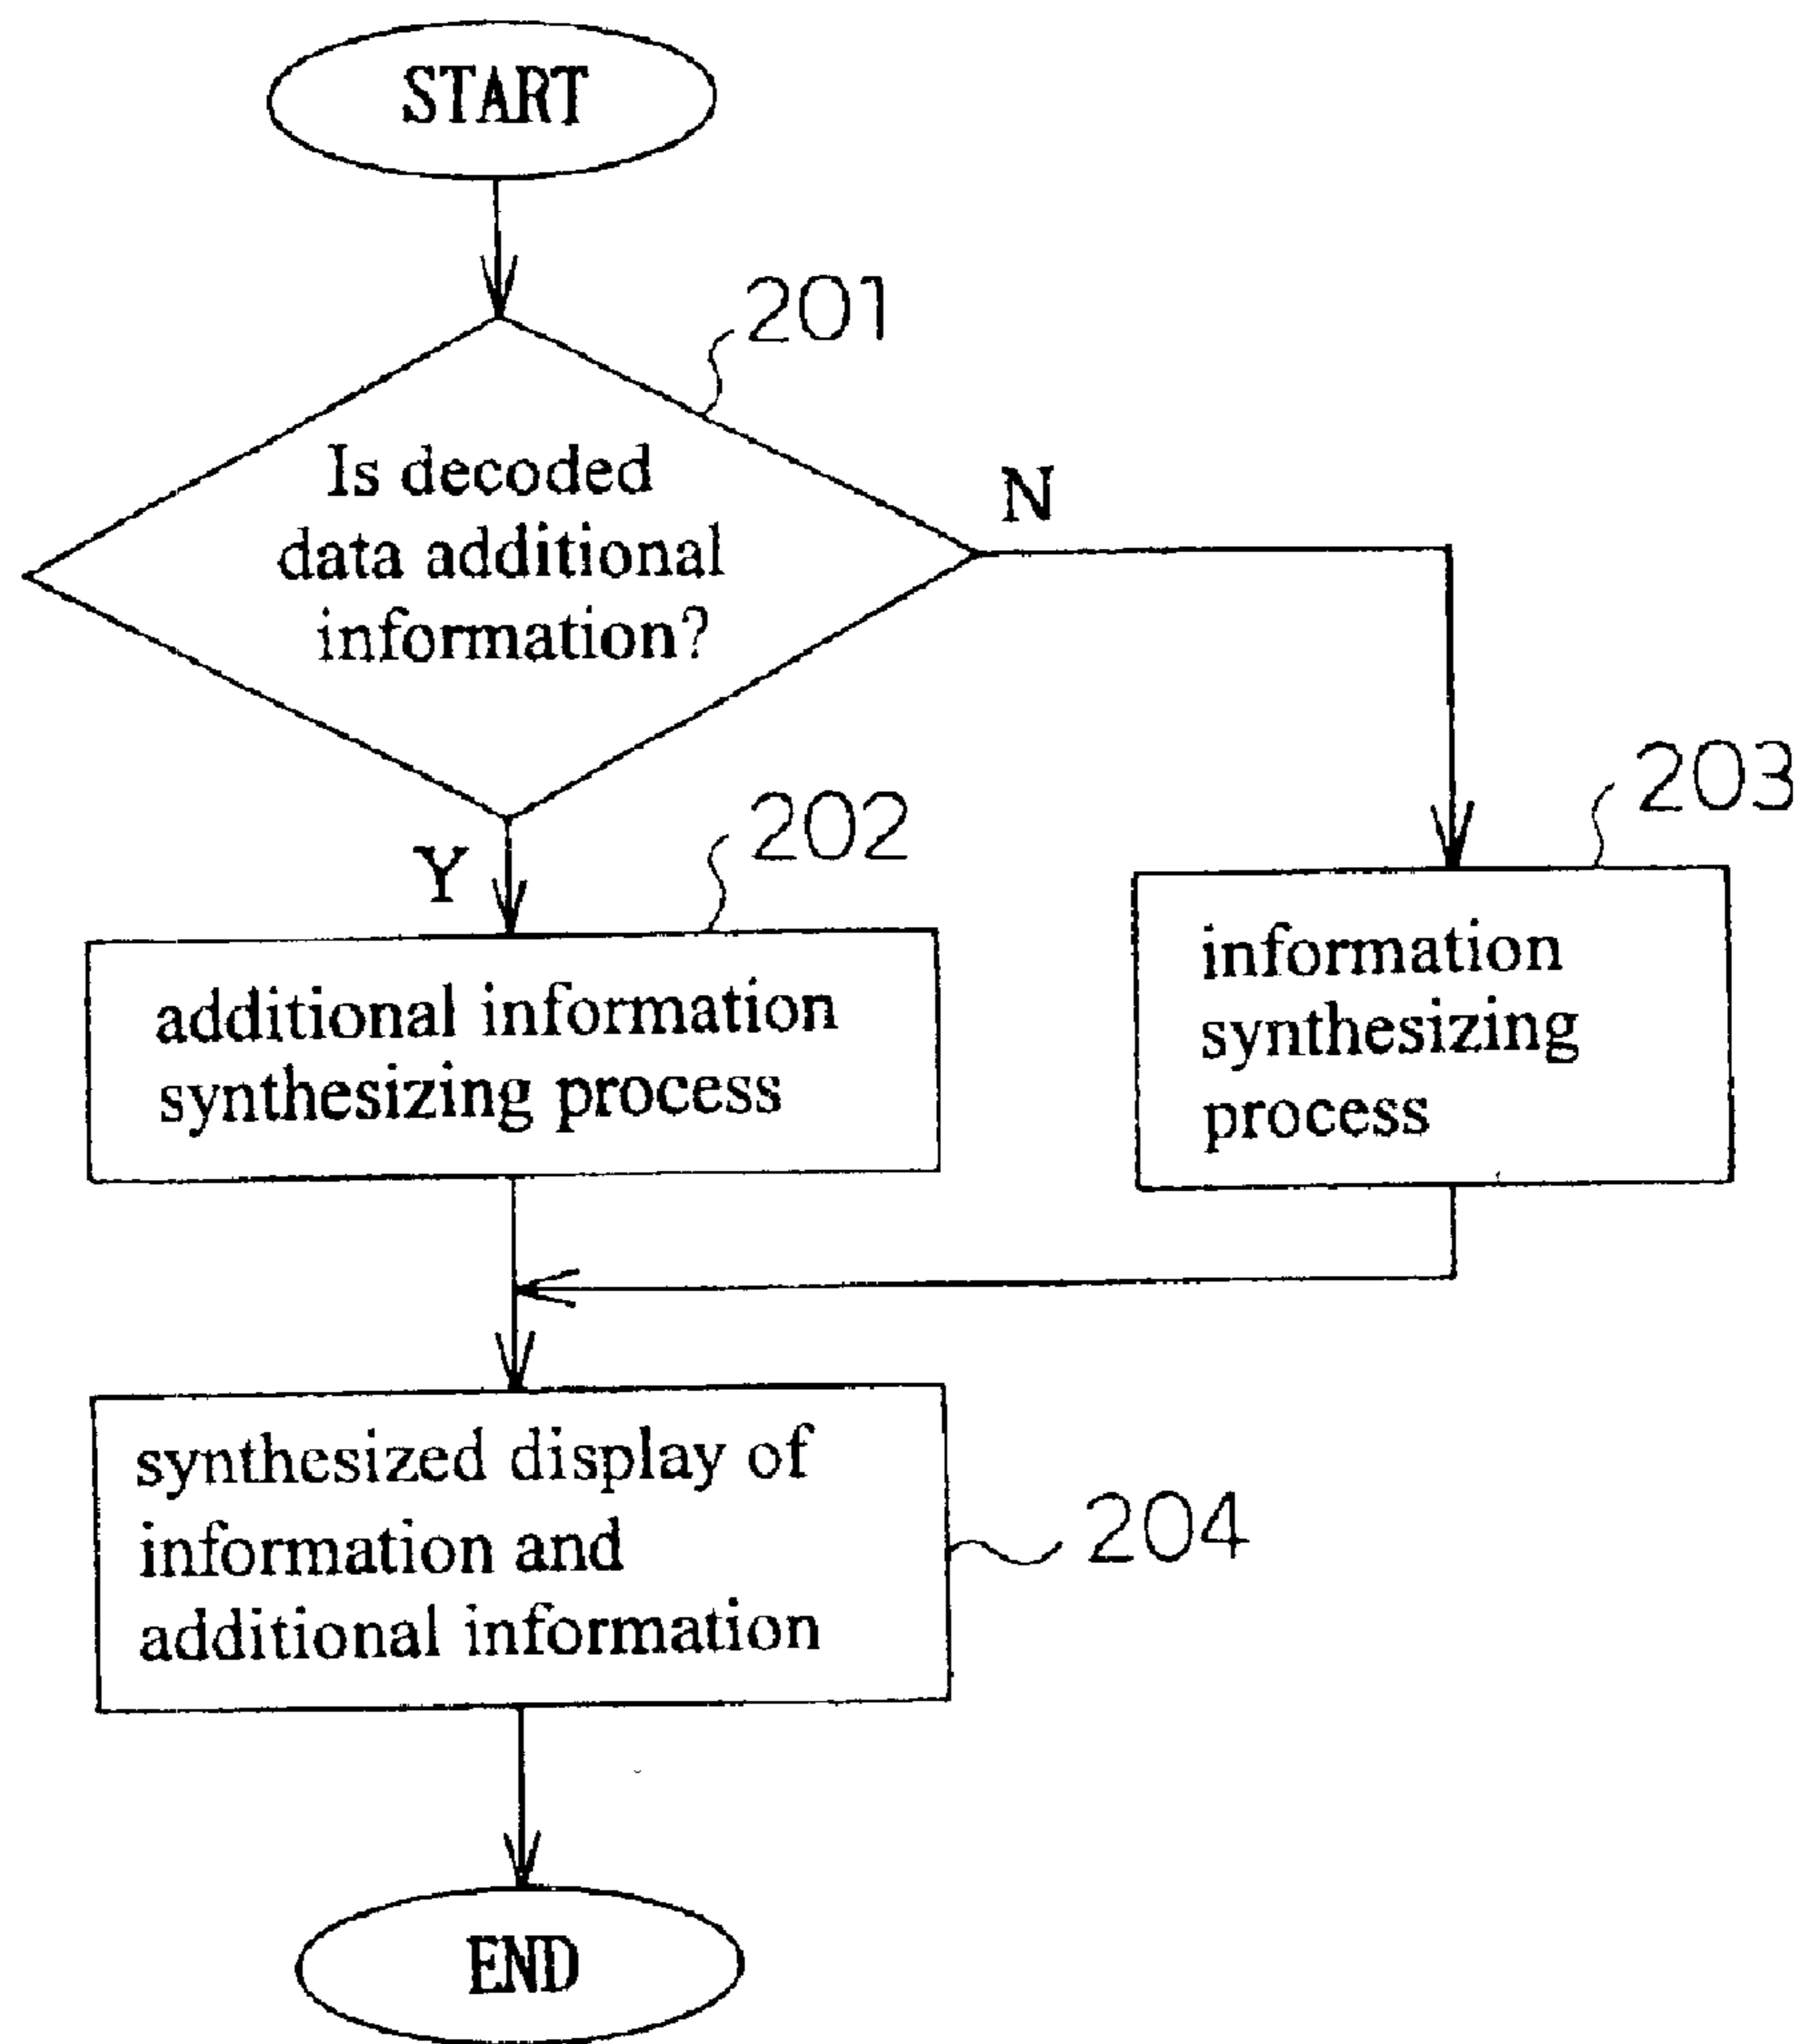 START
201
Is decoded
data additional
information?
N
Y
202
additional information
synthesizing process
203
information
synthesizing
process
synthesized display of
information and
additional information
204
END